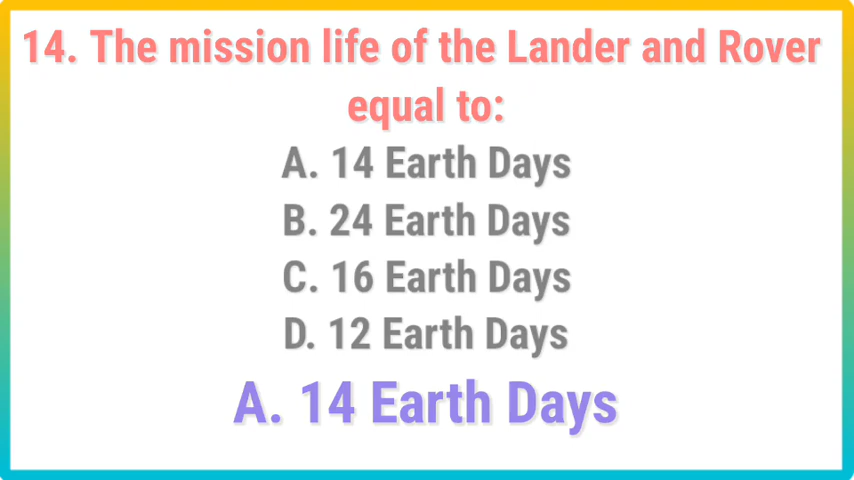 14. The mission life of the Lander and Rover
equal to:
A. 14 Earth Days
B. 24 Earth Days
C. 16 Earth Days
D. 12 Earth Days
A. 14 Earth Days